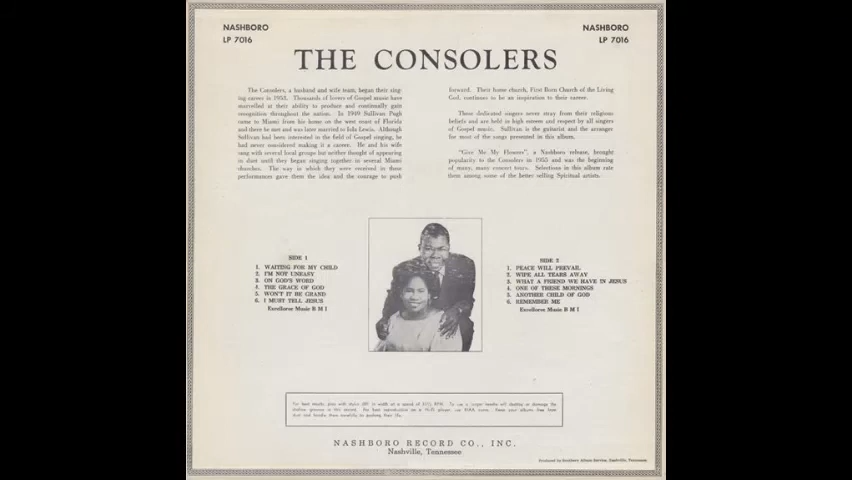 NASHBORO
LP 7016
NASHBORO
LP 7016
THE CONSOLERS
The Consolers, a husband and wife team, began their sing-
ing career in 1953. Thousands of lovers of Gospel music have
marvelled at their ability to produce and continually gain
recognition throughout the nation. In 1949 Sullivan Pugh
came to Miami from his home on the west coast of Florida
and there he met and was later married to Iola Lewis. Although
Sullivan had been interested in the field of Gospel singing, he
had never considered making it a career. He and his wife
sang with several local groups but neither thought of appearing
in duet until they began singing together in several Miami
churches. The way in which they were received in these
performances gave them the idea and the courage to push
forward. Their home church, First Born Church of the Living
God, continues to be an inspiration to their career.
These dedicated singers never stray from their religious
beliefs and are held in high esteem and respect by all singers
of Gospel music. Sullivan is the guitarist and the arranger
for most of the songs presented in this album.
"Give Me My Flowers", a Nashboro release, brought
popularity to the Consolers in 1955 and was the beginning
of many, many concert tours. Selections in this album rate
them among some of the better selling Spiritual artists.
SIDE 1
1. WAITING FOR MY CHILD
2. I'M NOT UNEASY
3. ON GOD'S WORD
4. THE GRACE OF GOD
5. WON'T IT BE GRAND
6. I MUST TELL JESUS
Excellorec Music B M I
SIDE 2
1. PEACE WILL PREVAIL
2. WIPE ALL TEARS AWAY
3. WHAT A FRIEND WE HAVE IN JESUS
4. ONE OF THESE MORNINGS
5. ANOTHER CHILD OF GOD
6. REMEMBER ME
Excellorec Music B M I
NASHBORO RECORD CO., INC.
Nashville, Tennessee